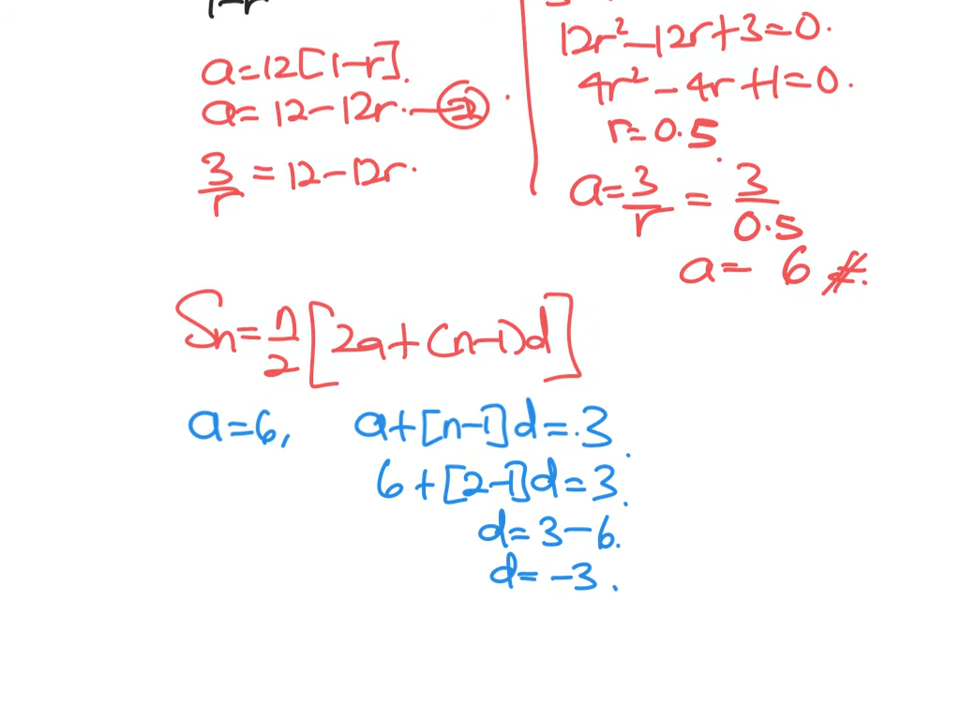 a=12[1-r].
a= 12-12r. — ②
3/r = 12-12r.
12r²-12r+3=0.
4r²-4r+1=0.
r=0.5.
a=3/r = 3/0.5
a= 6 #.
Sn=n/2[2a+(n-1)d]
a=6, a+[n-1]d=.3.
6+[2-1]d=3.
d=3-6.
d=-3.